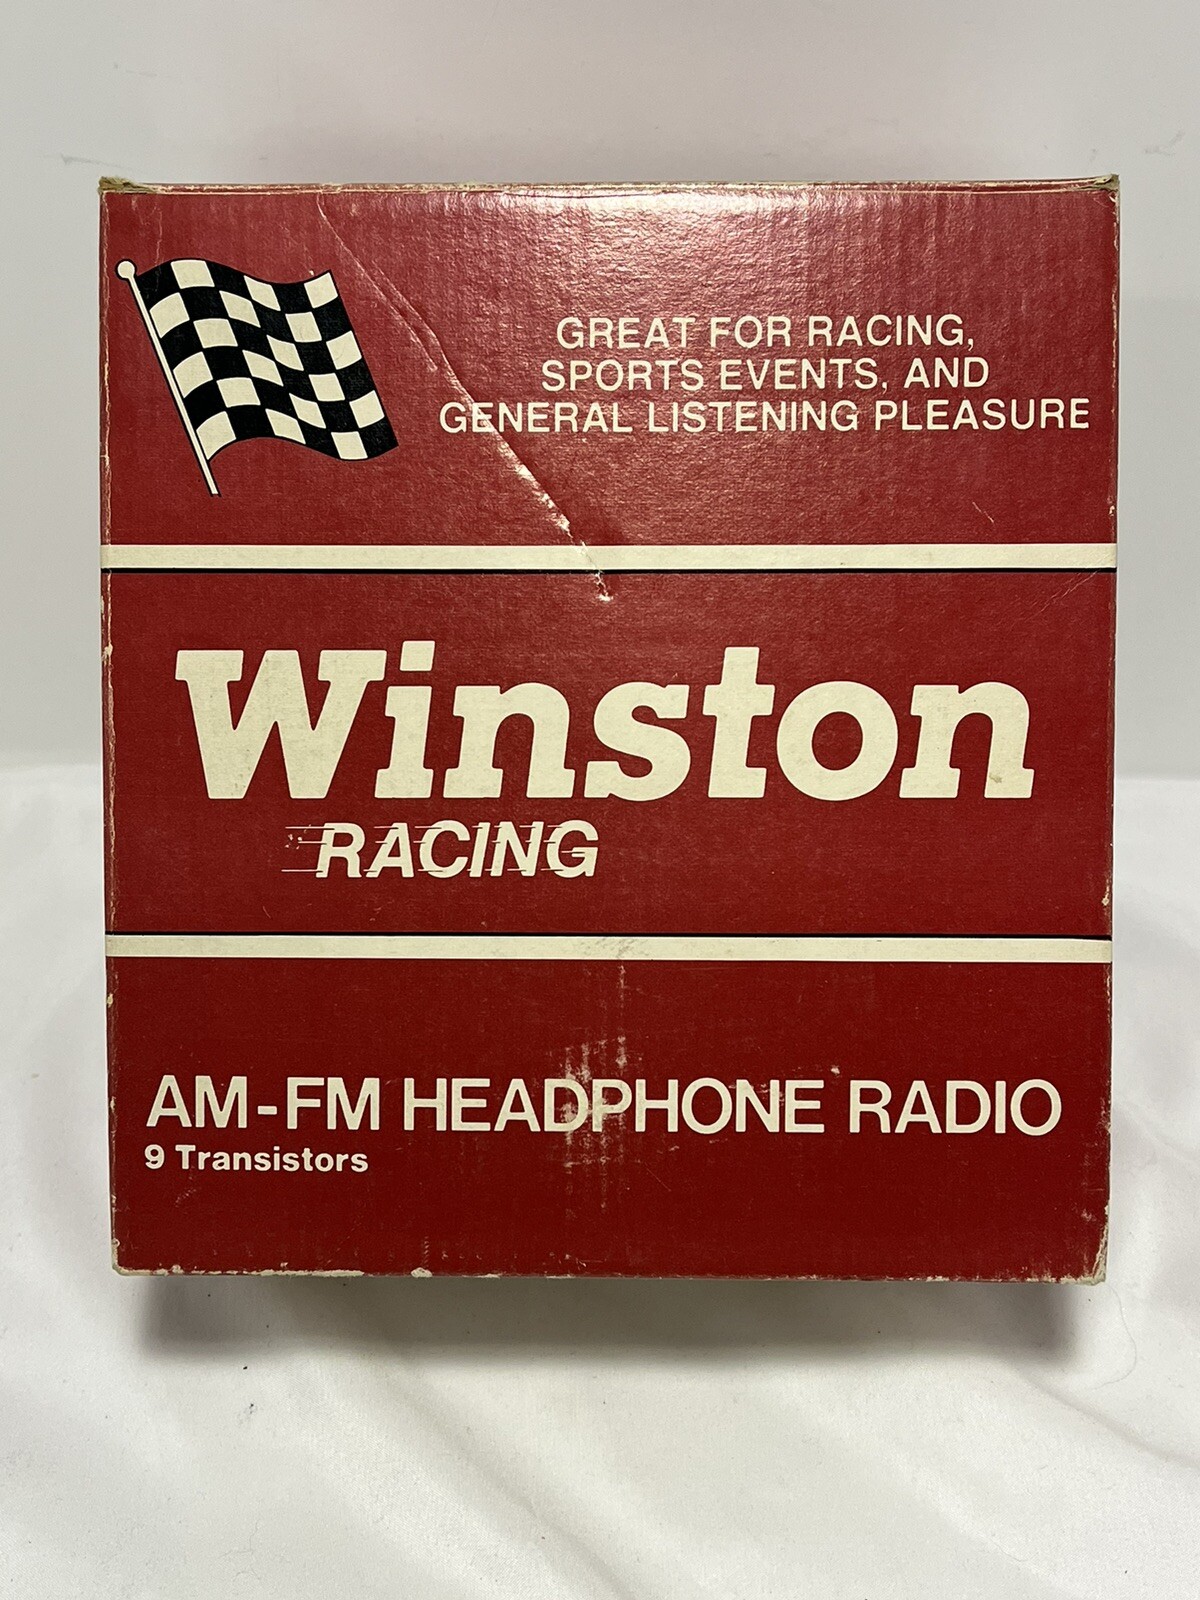 GREAT FOR RACING,
SPORTS EVENTS, AND
GENERAL LISTENING PLEASURE
Winston
RACING
AM-FM HEADPHONE RADIO
9 Transistors